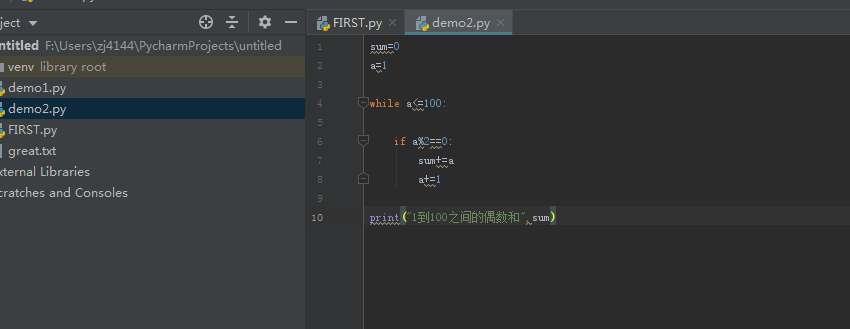 ject
ntitled F:\Users\zj4144\PycharmProjects\untitled
venv library root
demo1.py
demo2.py
FIRST.py
great.txt
xternal Libraries
cratches and Consoles
FIRST.py
demo2.py
1 sum=0
2 a=1
3
4 while a<=100:
5
6 if a%2==0:
7 sum+=a
8 a+=1
9
10 print("1到100之间的偶数和",sum)